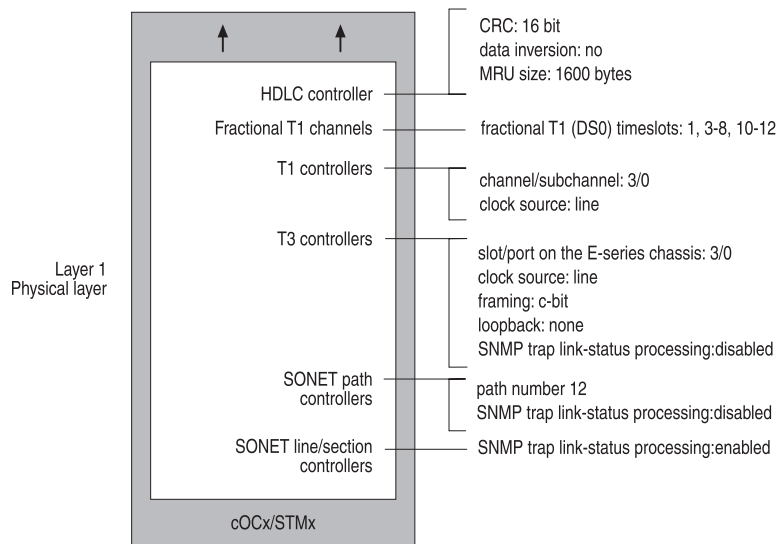 CRC: 16 bit
data inversion: no
MRU size: 1600 bytes
HDLC controller
Fractional T1 channels
fractional T1 (DS0) timeslots: 1, 3-8, 10-12
T1 controllers
channel/subchannel: 3/0
clock source: line
T3 controllers
slot/port on the E-series chassis: 3/0
clock source: line
framing: c-bit
loopback: none
SNMP trap link-status processing:disabled
Layer 1
Physical layer
SONET path
controllers
path number 12
SNMP trap link-status processing:disabled
SONET line/section
controllers
SNMP trap link-status processing:enabled
cOCx/STMx